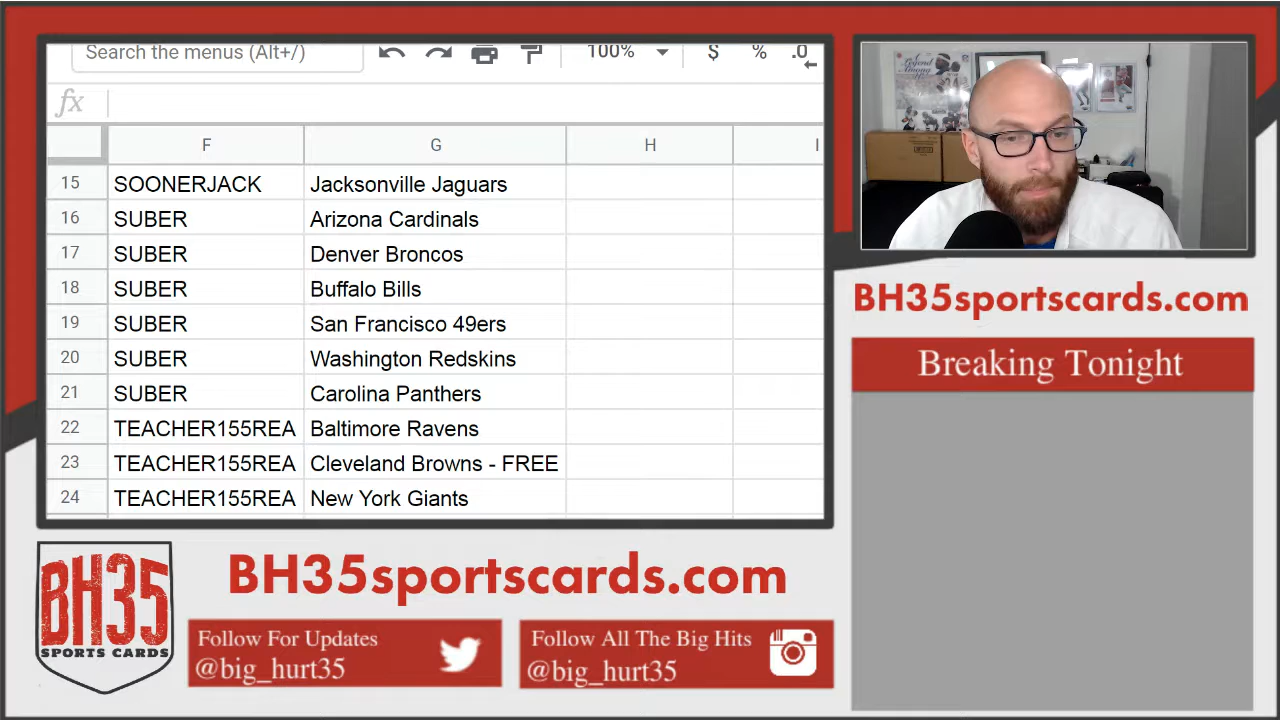 Search the menus (Alt+/)
100%
$
%
.0
fx
F
G
H
I
15 SOONERJACK Jacksonville Jaguars
16 SUBER Arizona Cardinals
17 SUBER Denver Broncos
18 SUBER Buffalo Bills
19 SUBER San Francisco 49ers
20 SUBER Washington Redskins
21 SUBER Carolina Panthers
22 TEACHER155REA Baltimore Ravens
23 TEACHER155REA Cleveland Browns - FREE
24 TEACHER155REA New York Giants
Legend
BH35sportscards.com
Breaking Tonight
BH35
SPORTS CARDS
BH35sportscards.com
Follow For Updates
@big_hurt35
Follow All The Big Hits
@big_hurt35